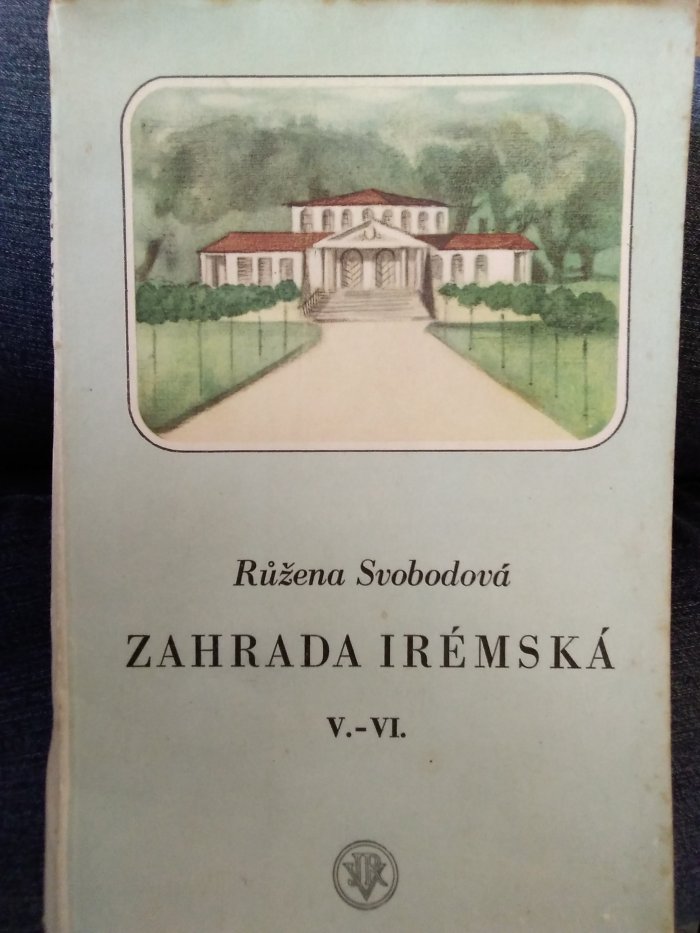 Růžena Svobodová
ZAHRADA IRÉMSKÁ
V.-VI.